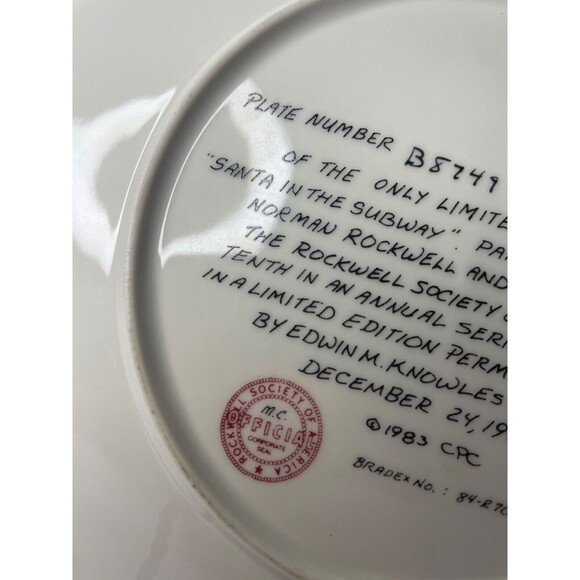 PLATE NUMBER B8749
OF THE ONLY LIMITE
"SANTA IN THE SUBWAY". PA
NORMAN ROCKWELL AND
THE ROCKWELL SOCIETY
TENTH IN AN ANNUAL SERI
IN A LIMITED EDITION PERM
BY EDWIN M. KNOWLES
DECEMBER 24, 19
© 1983 CPC
BRADEX NO.: 84-R70
ROCKWELL SOCIETY OF AMERICA
M.C.
FFICIA
CORPORATE
SEAL